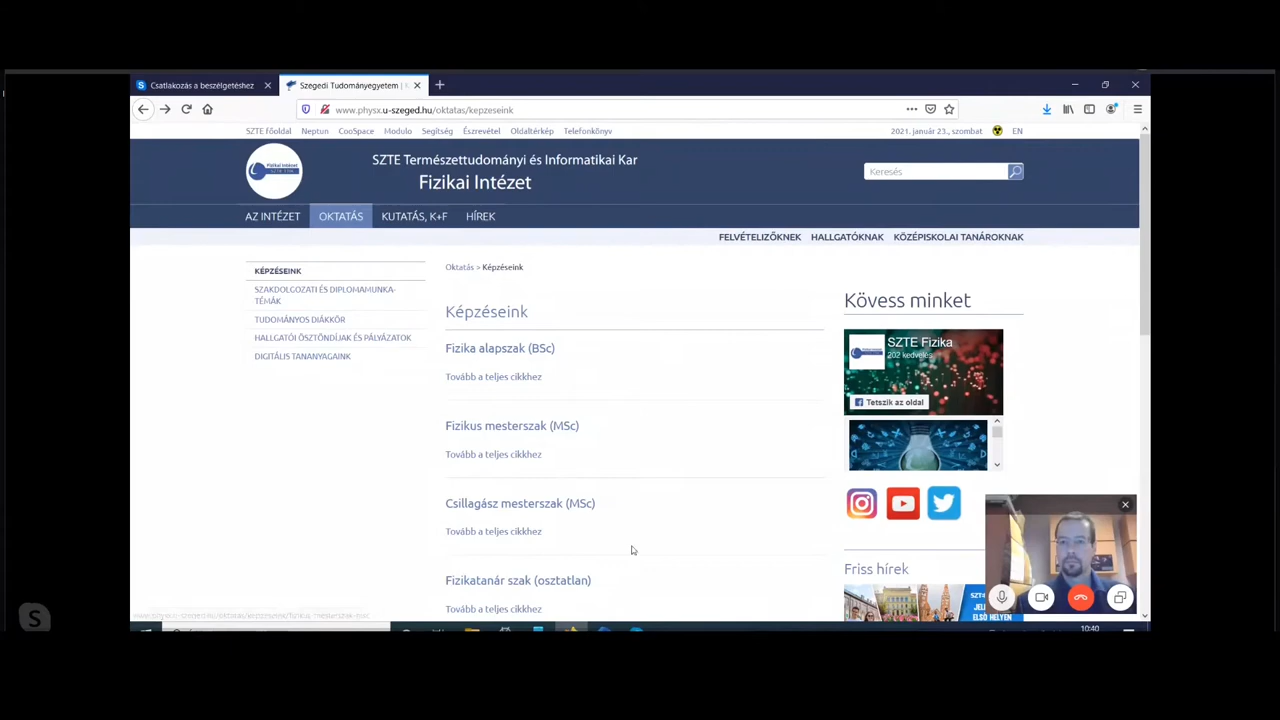 Csatlakozás a beszélgetéshez
Szegedi Tudományegyetem |
www.physx.u-szeged.hu/oktatas/kepzeseink
SZTE főoldal Neptun CooSpace Modulo Segítség Észrevétel Oldaltérkép Telefonkönyv
2021. január 23., szombat EN
SZTE Természettudományi és Informatikai Kar
Fizikai Intézet
Fizikai Intézet
SZTE TTIK
Keresés
AZ INTÉZET OKTATÁS KUTATÁS, K+F HÍREK
FELVÉTELIZŐKNEK HALLGATÓKNAK KÖZÉPISKOLAI TANÁROKNAK
KÉPZÉSEINK
SZAKDOLGOZATI ÉS DIPLOMAMUNKA-
TÉMÁK
TUDOMÁNYOS DIÁKKÖR
HALLGATÓI ÖSZTÖNDÍJAK ÉS PÁLYÁZATOK
DIGITÁLIS TANANYAGAINK
Oktatás > Képzéseink
Képzéseink
Fizika alapszak (BSc)
Tovább a teljes cikkhez
Fizikus mesterszak (MSc)
Tovább a teljes cikkhez
Csillagász mesterszak (MSc)
Tovább a teljes cikkhez
Fizikatanár szak (osztatlan)
Tovább a teljes cikkhez
Kövess minket
SZTE Fizika
202 kedvelés
Tetszik az oldal
Friss hírek
10:40